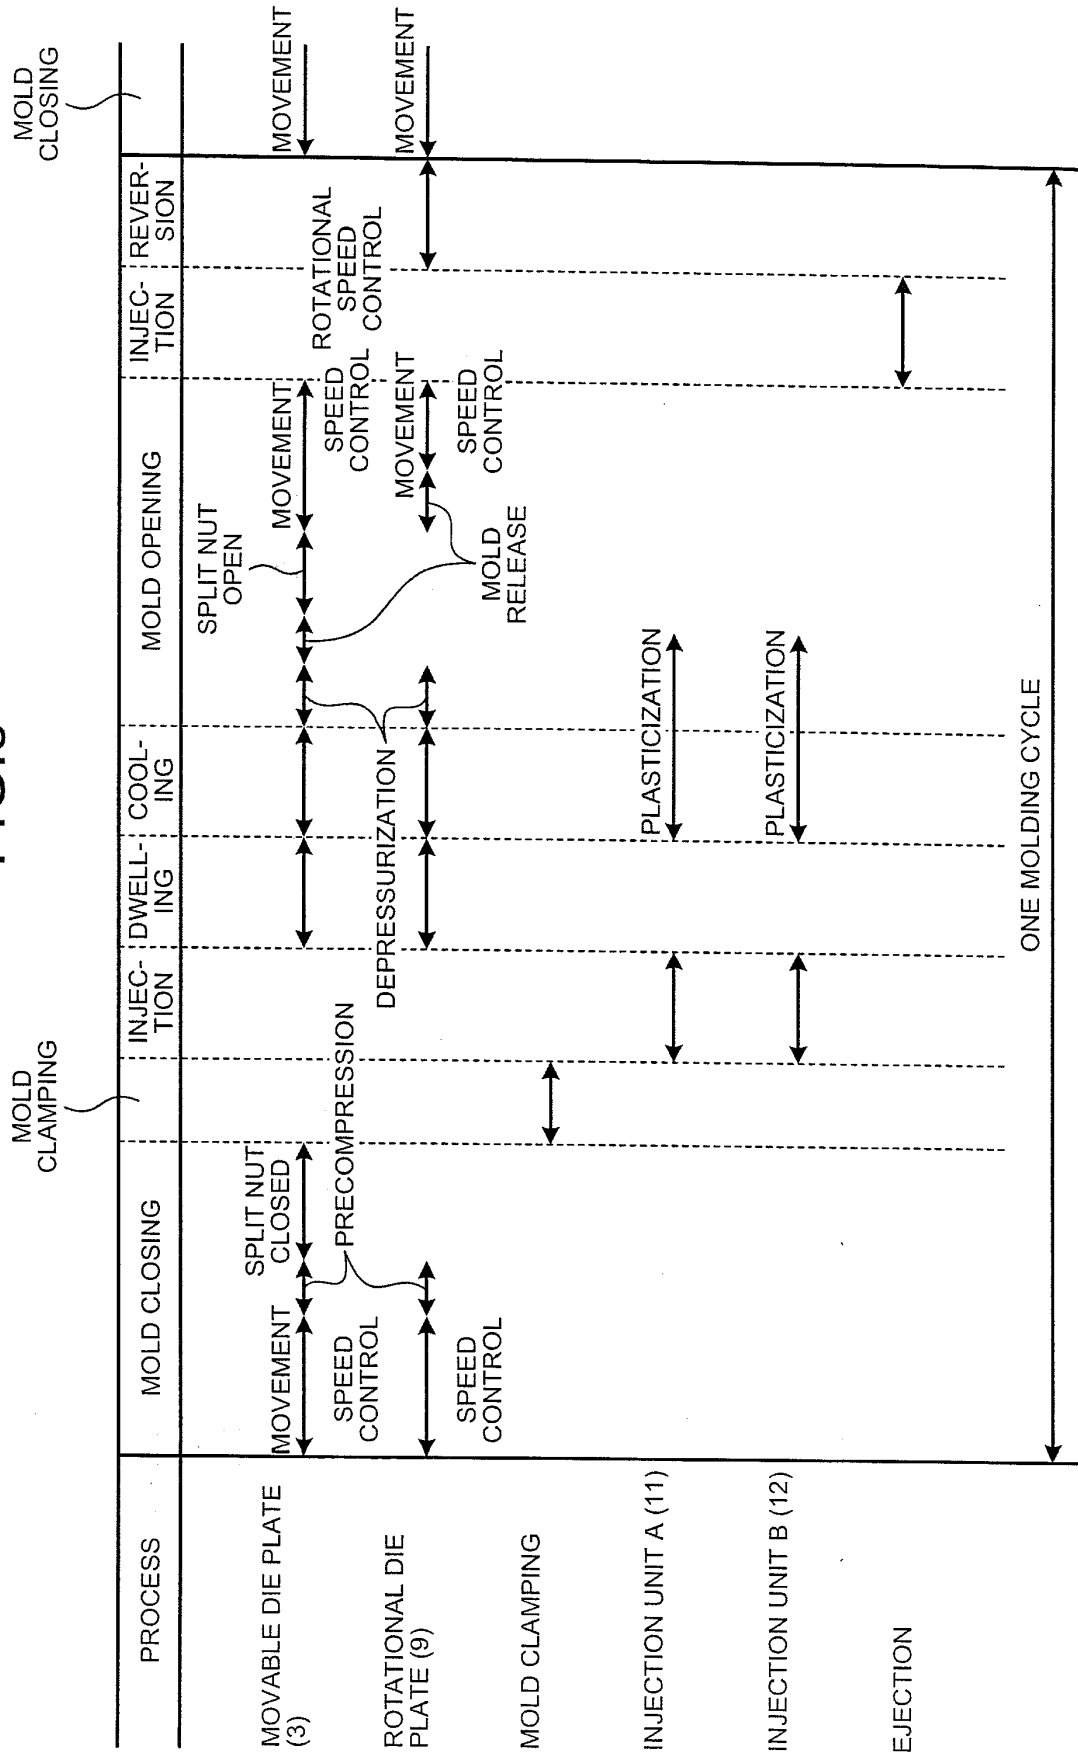 PROCESS
MOLD CLOSING
MOLD
CLAMPING
INJEC-
TION
DWELL-
ING
COOL-
ING
MOLD OPENING
INJEC-
TION
REVER-
SION
MOLD
CLOSING
MOVABLE DIE PLATE
(3)
MOVEMENT
SPEED
CONTROL
SPLIT NUT
CLOSED
PRECOMPRESSION
DEPRESSURIZATION
SPLIT NUT
OPEN
MOVEMENT
SPEED
CONTROL
MOVEMENT
ROTATIONAL DIE
PLATE (9)
SPEED
CONTROL
MOLD
RELEASE
MOVEMENT
SPEED
CONTROL
ROTATIONAL
SPEED
CONTROL
MOVEMENT
MOLD CLAMPING
INJECTION UNIT A (11)
PLASTICIZATION
INJECTION UNIT B (12)
PLASTICIZATION
EJECTION
ONE MOLDING CYCLE